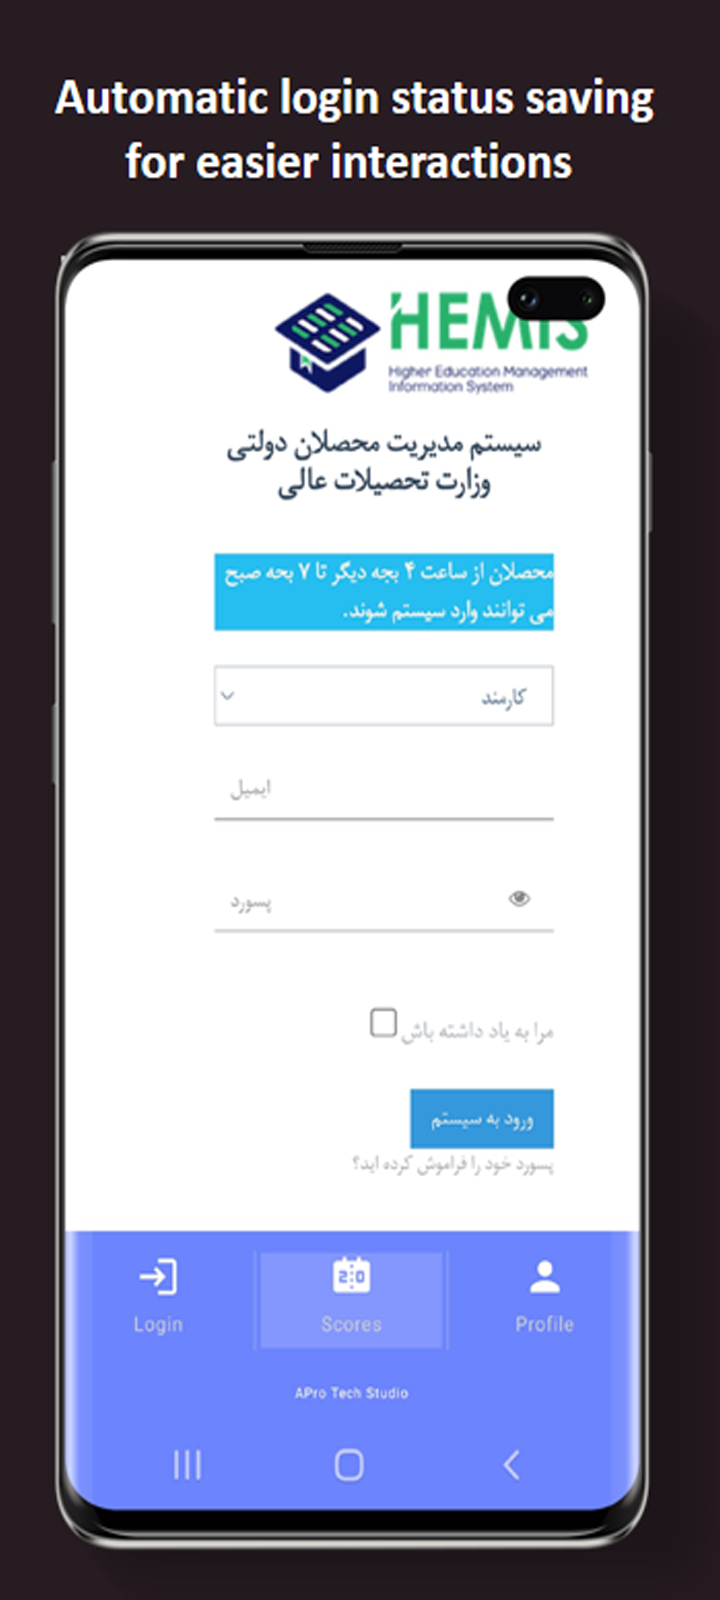 Automatic login status saving
for easier interactions
HEMIS
Higher Education Management
Information System
سیستم مدیریت محصلان دولتی
وزارت تحصیلات عالی
محصلان از ساعت ۴ بجه دیگر تا ۷ بجه صبح
می توانند وارد سیستم شوند.
کارمند
ایمیل
پسورد
مرا به یاد داشته باش
ورود به سیستم
پسورد خود را فراموش کرده اید؟
2:0
Login
Scores
Profile
APro Tech Studio